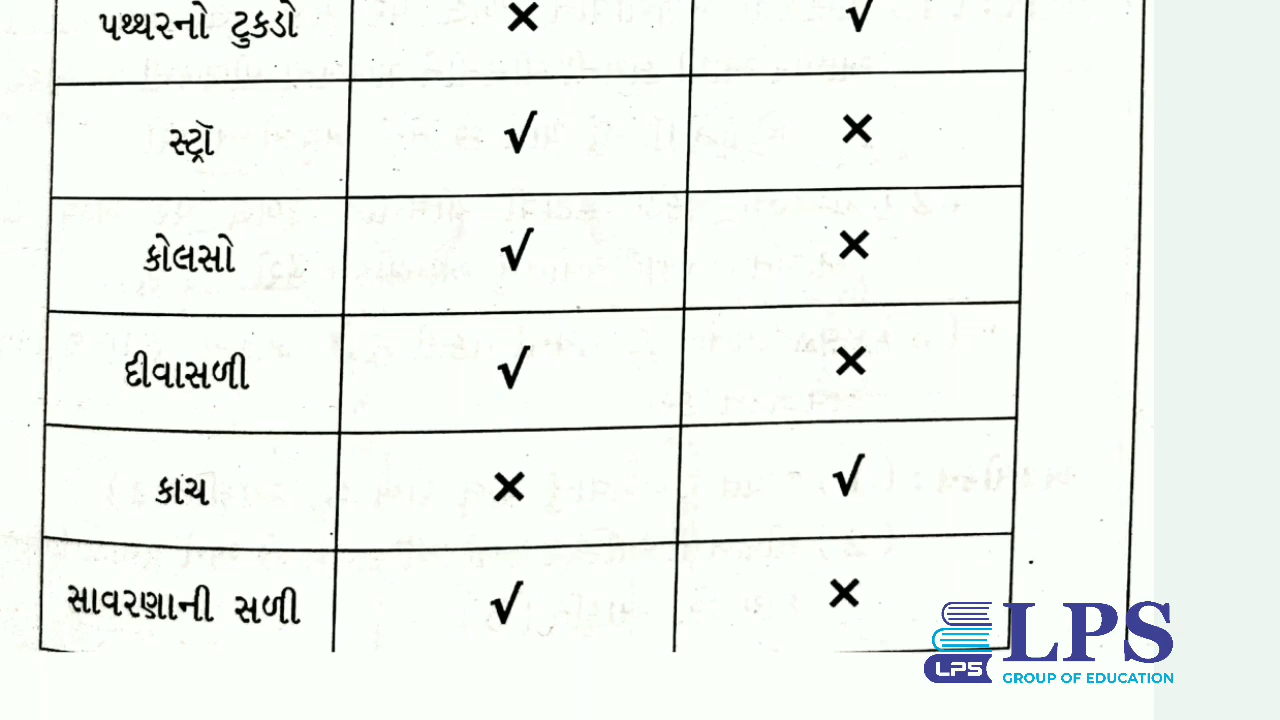 પથ્થરનો ટુકડો × √
સ્ટ્રૉ √ ×
કોલસો √ ×
દીવાસળી √ ×
કાચ × √
સાવરણાની સળી √ ×
LPS LPS
GROUP OF EDUCATION